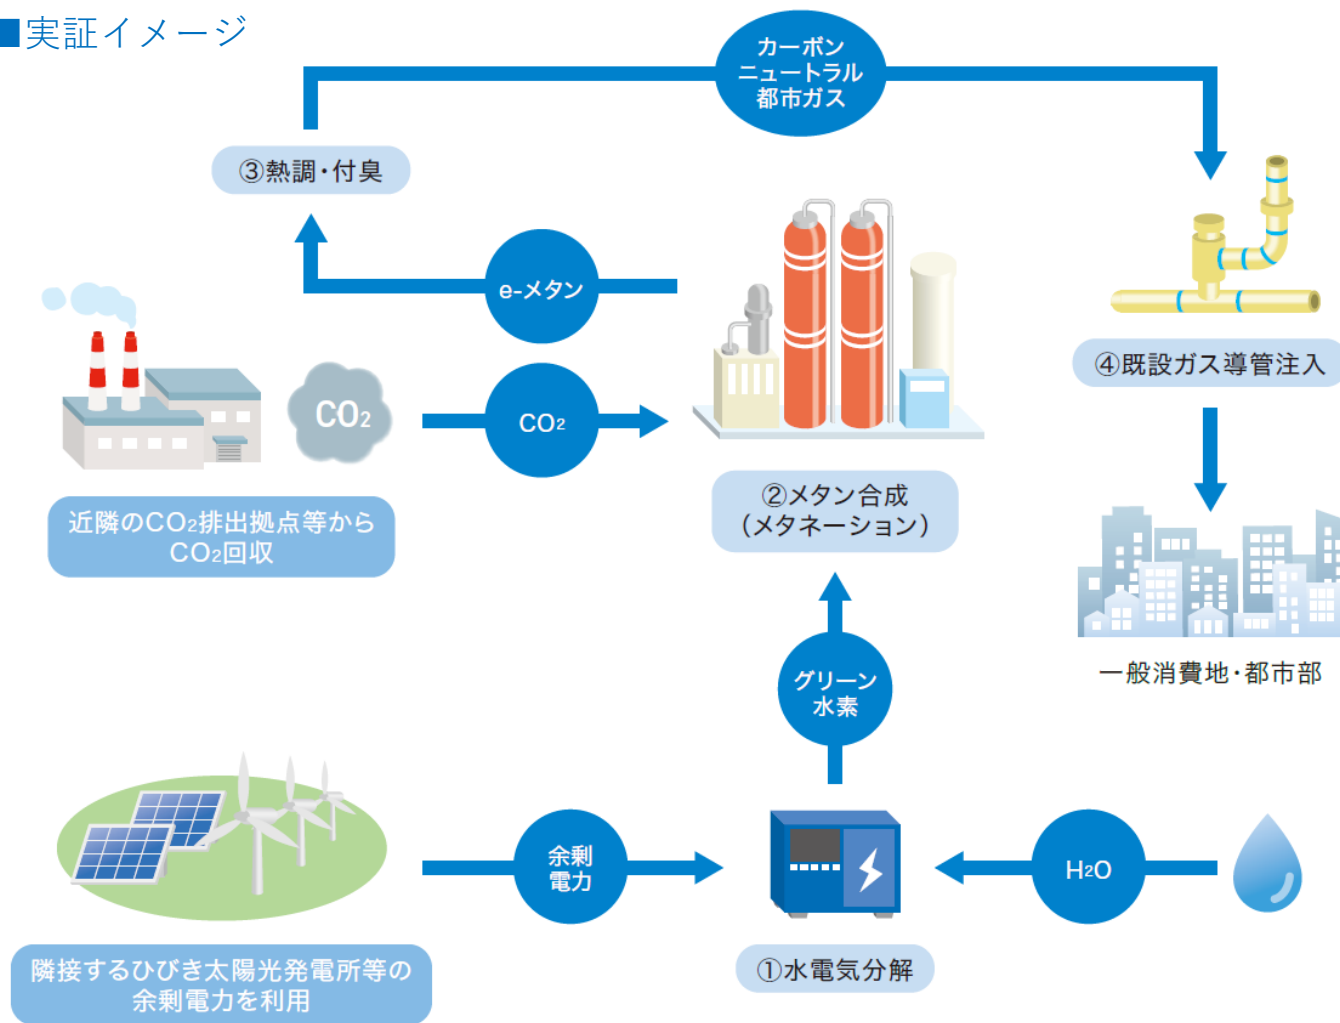 ■実証イメージ
カーボン
ニュートラル
都市ガス
③熱調・付臭
e-メタン
CO₂
CO₂
④既設ガス導管注入
②メタン合成
（メタネーション）
近隣のCO₂排出拠点等から
CO₂回収
グリーン
水素
一般消費地・都市部
余剰
電力
H₂O
①水電気分解
隣接するひびき太陽光発電所等の
余剰電力を利用